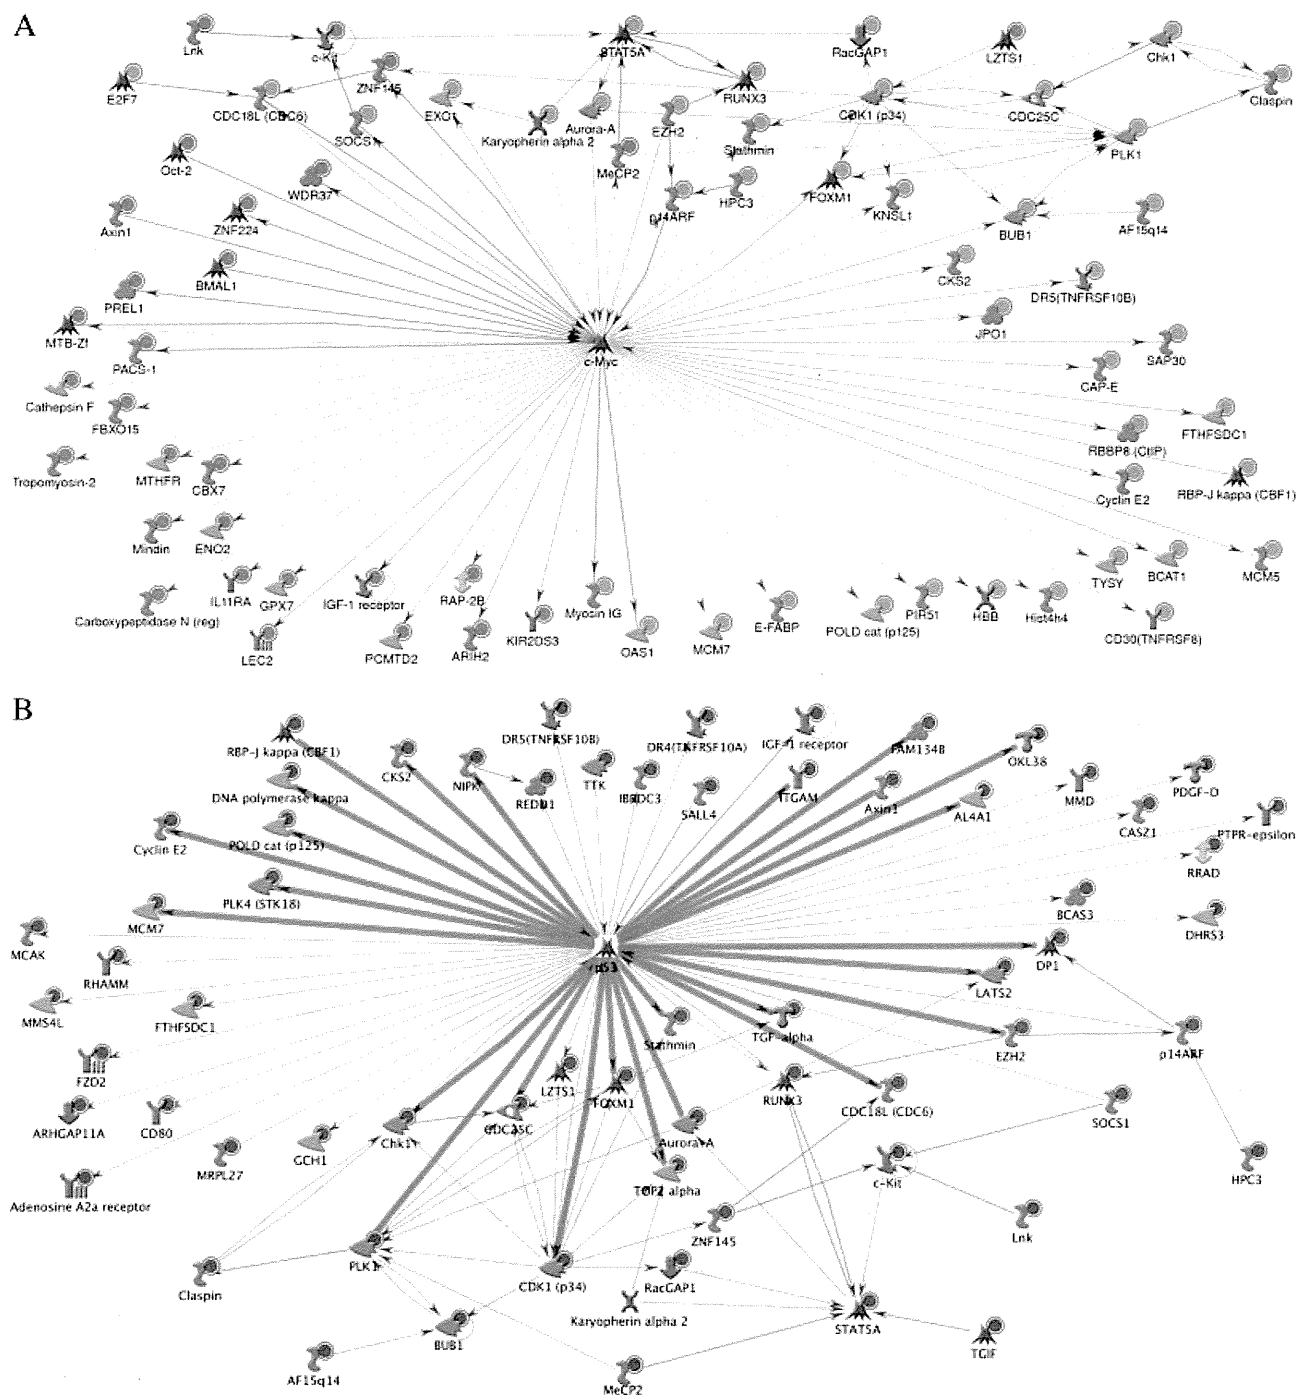 A
Lnk
c-Kit
STAT5A
RacGAP1
LZTS1
Chk1
E2F7
CDC18L (CDC6)
ZNF145
EXO1
RUNX3
CDK1 (p34)
CDC25C
Claspin
SOCS1
Karyopherin alpha 2
Aurora-A
EZH2
Stathmin
PLK1
Oct-2
WDR37
MeCP2
p14ARF
HPC3
FOXM1
KNSL1
BUB1
AF15q14
Axin1
ZNF224
BMAL1
CKS2
DR5(TNFRSF10B)
PREL1
JPO1
MTB-Zf
PACS-1
c-Myc
SAP30
CAP-E
Cathepsin F
FBXO15
FTHFSDC1
RBBP8 (CtIP)
Tropomyosin-2
MTHFR
CBX7
Cyclin E2
RBP-J kappa (CBF1)
Mindin
ENO2
TYSY
BCAT1
MCM5
Carboxypeptidase N (reg)
IL11RA
GPX7
IGF-1 receptor
RAP-2B
Myosin IG
E-FABP
PIR51
HBB
Hist4h4
LEC2
PCMTD2
ARIH2
KIR2DS3
OAS1
MCM7
POLD cat (p125)
CD30(TNFRSF8)
B
RBP-J kappa (CBF1)
DR5(TNFRSF10B)
DR4(TNFRSF10A)
IGF-1 receptor
FAM134B
OKL38
CKS2
NIPK
REDD1
TTK
IBRDC3
SALL4
ITGAM
Axin1
AL4A1
MMD
PDGF-D
DNA polymerase kappa
CASZ1
PTPR-epsilon
Cyclin E2
POLD cat (p125)
RRAD
PLK4 (STK18)
BCAS3
MCM7
DHRS3
MCAK
RHAMM
p53
DP1
LATS2
MMS4L
FTHFSDC1
Stathmin
TGF-alpha
EZH2
p14ARF
FZD2
LZTS1
FOXM1
RUNX3
CDC18L (CDC6)
SOCS1
ARHGAP11A
CD80
GCH1
Chk1
CDC25C
Aurora-A
MRPL27
TOP2 alpha
c-Kit
HPC3
Adenosine A2a receptor
ZNF145
Lnk
Claspin
PLK1
CDK1 (p34)
RacGAP1
Karyopherin alpha 2
STAT5A
TGIF
BUB1
AF15q14
MeCP2